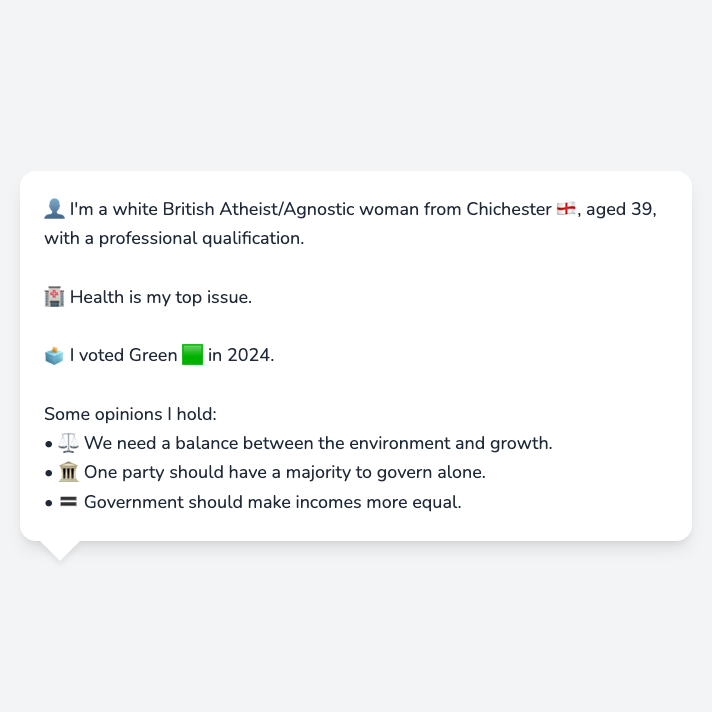 👤 I'm a white British Atheist/Agnostic woman from Chichester 🏴󠁧󠁢󠁥󠁮󠁧󠁿, aged 39,
with a professional qualification.
🏥 Health is my top issue.
🗳️ I voted Green 🟩 in 2024.
Some opinions I hold:
• ⚖️ We need a balance between the environment and growth.
• 🏛️ One party should have a majority to govern alone.
• 🟰 Government should make incomes more equal.